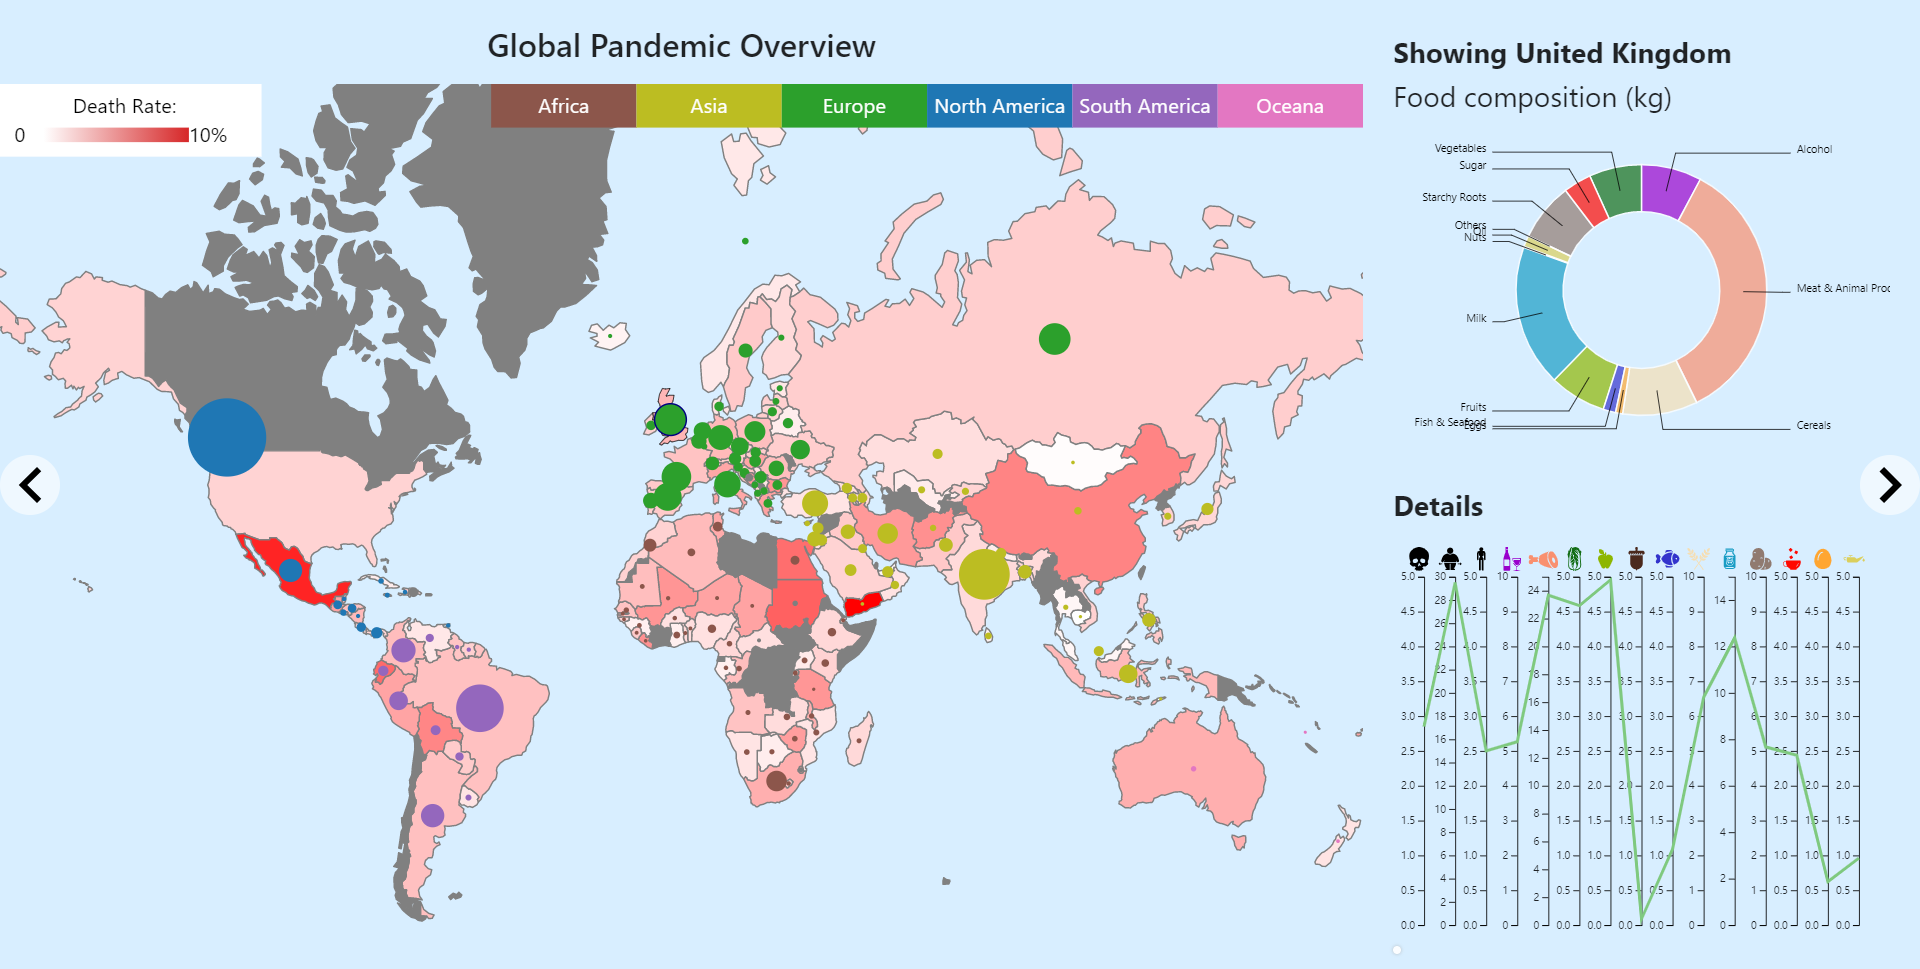 Global Pandemic Overview
Death Rate:
0 10%
Africa Asia Europe North America South America Oceana
Showing United Kingdom
Food composition (kg)
Vegetables
Alcohol
Sugar
Starchy Roots
Others
Oil
Nuts
Meat & Animal Proc
Milk
Fruits
Fish & Seafood
Eggs
Cereals
Details
5.0 30 5.0 10 5.0 5.0 5.0 5.0 10 10 5.0 5.0 5.0
24
28 14
4.5 4.5 9 4.5 4.5 4.5 4.5 9 9 4.5 4.5 4.5
22
26
4.0 24 4.0 8 20 4.0 4.0 4.0 4.0 8 12 8 4.0 4.0 4.0
22
18
3.5 3.5 7 3.5 3.5 3.5 3.5 7 7 3.5 3.5 3.5
20 10
16
3.0 18 3.0 6 3.0 3.0 3.0 3.0 6 6 3.0 3.0 3.0
14
16 8
2.5 2.5 5 2.5 2.5 2.5 2.5 5 5 2.5 2.5 2.5
12
14
2.0 12 2.0 4 10 2.0 2.0 2.0 2.0 4 6 4 2.0 2.0 2.0
10
8
1.5 1.5 3 1.5 1.5 1.5 1.5 3 3 1.5 1.5 1.5
8 4
6
1.0 6 1.0 2 1.0 1.0 1.0 1.0 2 2 1.0 1.0 1.0
4
4 2
0.5 0.5 1 0.5 0.5 0.5 0.5 1 1 0.5 0.5 0.5
2
2
0.0 0 0.0 0 0 0.0 0.0 0.0 0.0 0 0 0 0.0 0.0 0.0